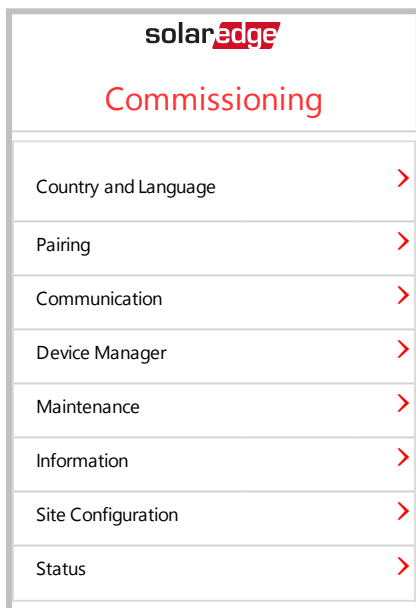 solaredge
Commissioning
Country and Language
Pairing
Communication
Device Manager
Maintenance
Information
Site Configuration
Status